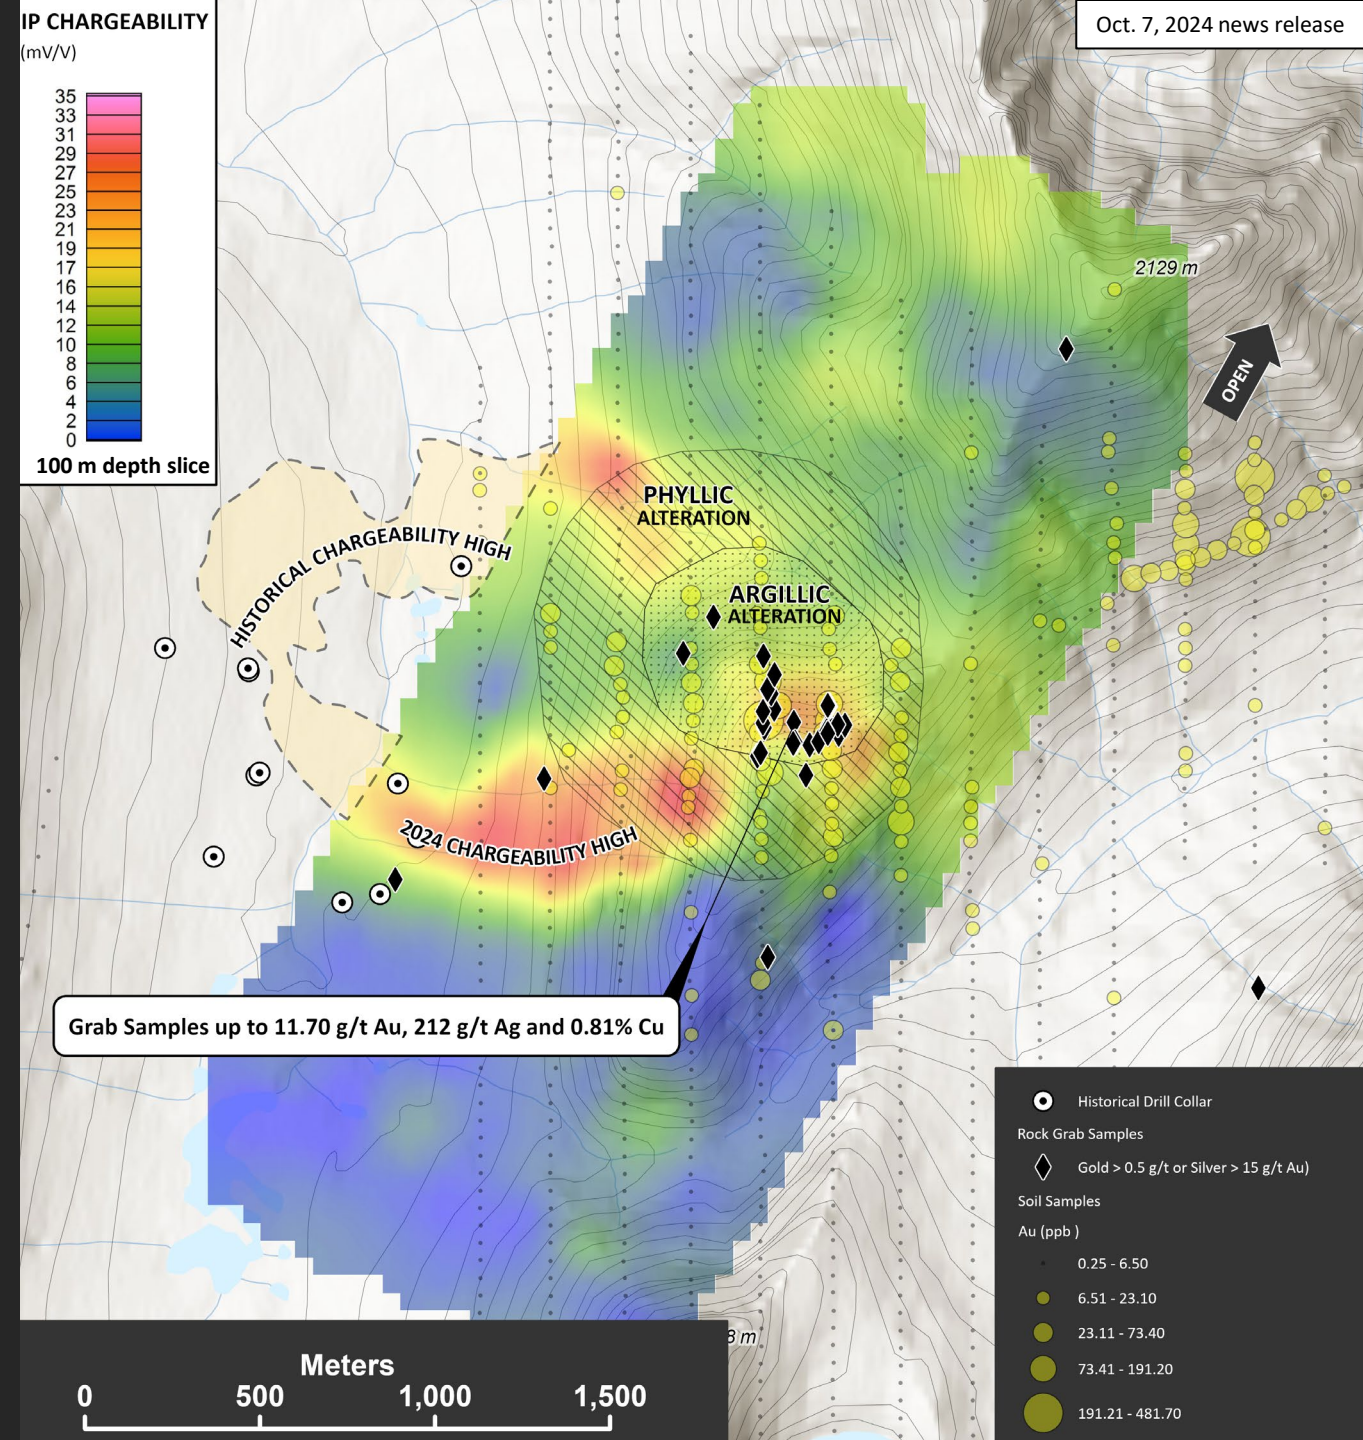 IP CHARGEABILITY
(mV/V)
35
33
31
29
27
25
23
21
19
17
16
14
12
10
8
6
4
2
0
100 m depth slice
Oct. 7, 2024 news release
2129 m
OPEN
PHYLLIC
ALTERATION
HISTORICAL CHARGEABILITY HIGH
ARGILLIC
ALTERATION
2024 CHARGEABILITY HIGH
Grab Samples up to 11.70 g/t Au, 212 g/t Ag and 0.81% Cu
Historical Drill Collar
Rock Grab Samples
Gold > 0.5 g/t or Silver > 15 g/t Au)
Soil Samples
Au (ppb )
0.25 - 6.50
6.51 - 23.10
23.11 - 73.40
73.41 - 191.20
191.21 - 481.70
8 m
Meters
0 500 1,000 1,500